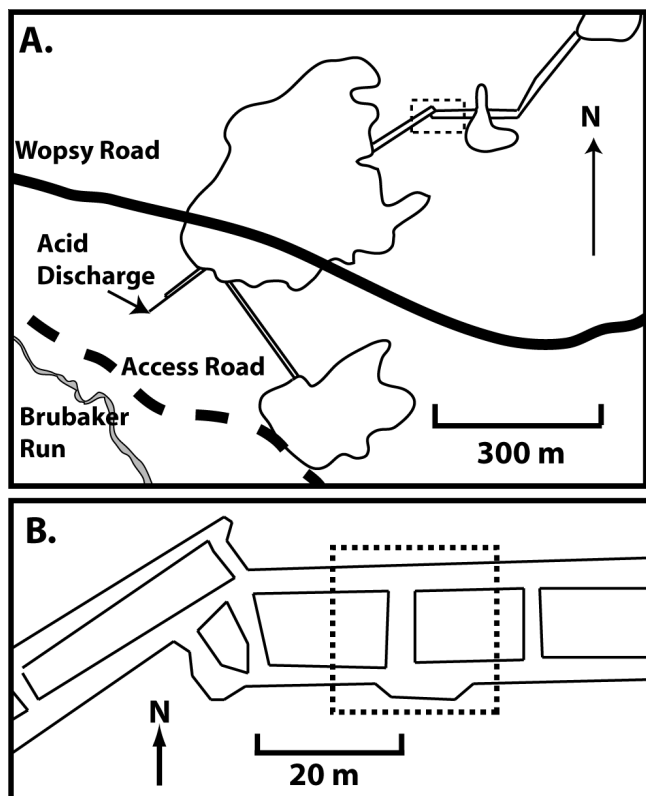 A.
N
Wopsy Road
Acid
Discharge
Access Road
Brubaker
Run
300 m
B.
N
20 m